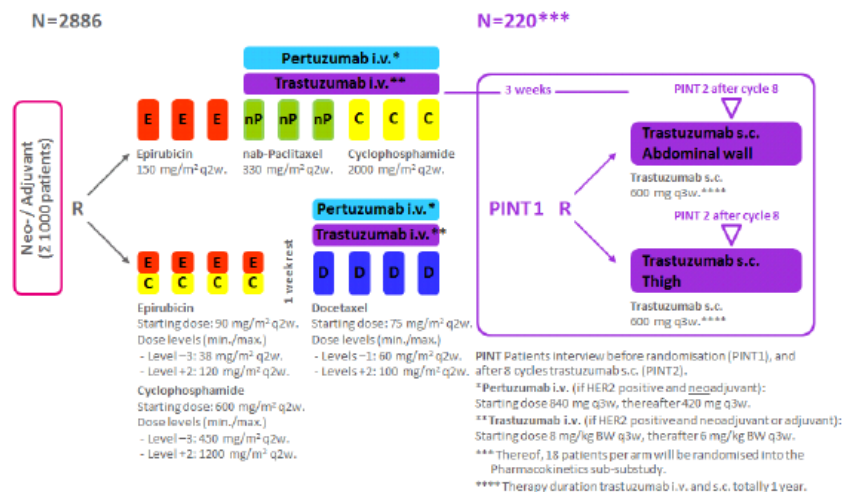 N=2886
N=220***
Pertuzumab i.v.*
Trastuzumab i.v.**
3 weeks
PINT 2 after cycle 8
E E E nP nP nP C C C
Trastuzumab s.c.
Abdominal wall
Epirubicin
150 mg/m² q2w.
nab-Paclitaxel
330 mg/m² q2w.
Cyclophosphamide
2000 mg/m² q2w.
Trastuzumab s.c.
600 mg q3w.****
Neo-/ Adjuvant
(Σ 1000 patients)
R
PINT1 R
Pertuzumab i.v.*
Trastuzumab i.v.**
PINT 2 after cycle 8
E E E E
C C C C
1 week rest
D D D D
Trastuzumab s.c.
Thigh
Trastuzumab s.c.
600 mg q3w.****
Epirubicin
Starting dose: 90 mg/m² q2w.
Dose levels (min./max.)
- Level −3: 38 mg/m² q2w.
- Level +2: 120 mg/m² q2w.
Cyclophosphamide
Starting dose: 600 mg/m² q2w.
Dose levels (min./max.)
- Level −3: 450 mg/m² q2w.
- Level +2: 1200 mg/m² q2w.
Docetaxel
Starting dose: 75 mg/m² q2w.
Dose levels (min./max.)
- Levels −1: 60 mg/m² q2w.
- Levels +2: 100 mg/m² q2w.
PINT Patients interview before randomisation (PINT1), and
after 8 cycles trastuzumab s.c. (PINT2).
*Pertuzumab i.v. (if HER2 positive and neoadjuvant):
Starting dose 840 mg q3w, thereafter 420 mg q3w.
**Trastuzumab i.v. (if HER2 positive and neoadjuvant or adjuvant):
Starting dose 8 mg/kg BW q3w, therafter 6 mg/kg BW q3w.
*** Thereof, 18 patients per arm will be randomised into the
Pharmacokinetics sub-substudy.
**** Therapy duration trastuzumab i.v. and s.c. totally 1 year.